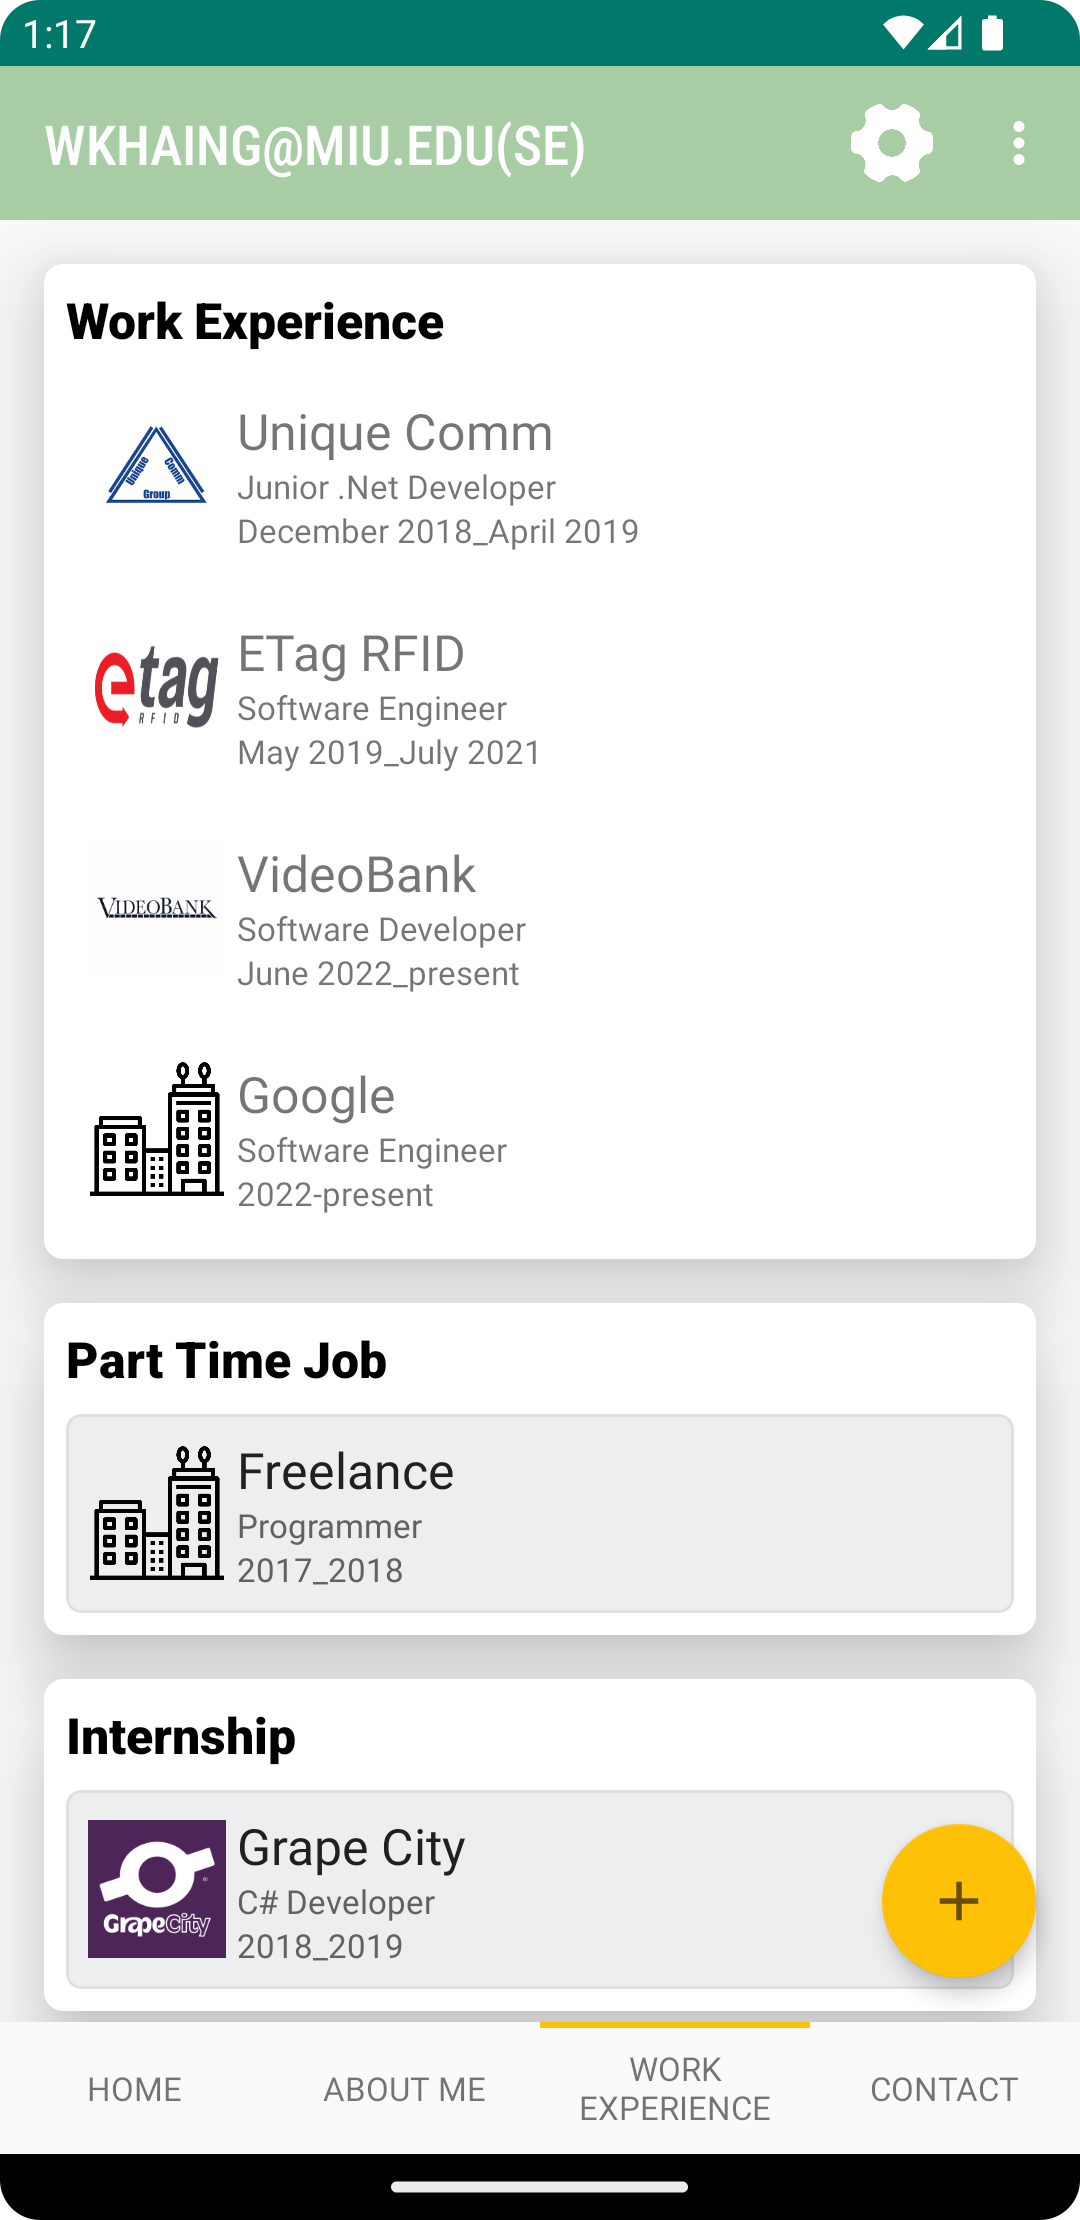 1:17
WKHAING@MIU.EDU(SE)
Work Experience
Unique Comm
Group
Unique Comm
Junior .Net Developer
December 2018_April 2019
etag
RFID
ETag RFID
Software Engineer
May 2019_July 2021
VIDEOBANK
VideoBank
Software Developer
June 2022_present
Google
Software Engineer
2022-present
Part Time Job
Freelance
Programmer
2017_2018
Internship
GrapeCity
Grape City
C# Developer
2018_2019
+
HOME
ABOUT ME
WORK
EXPERIENCE
CONTACT